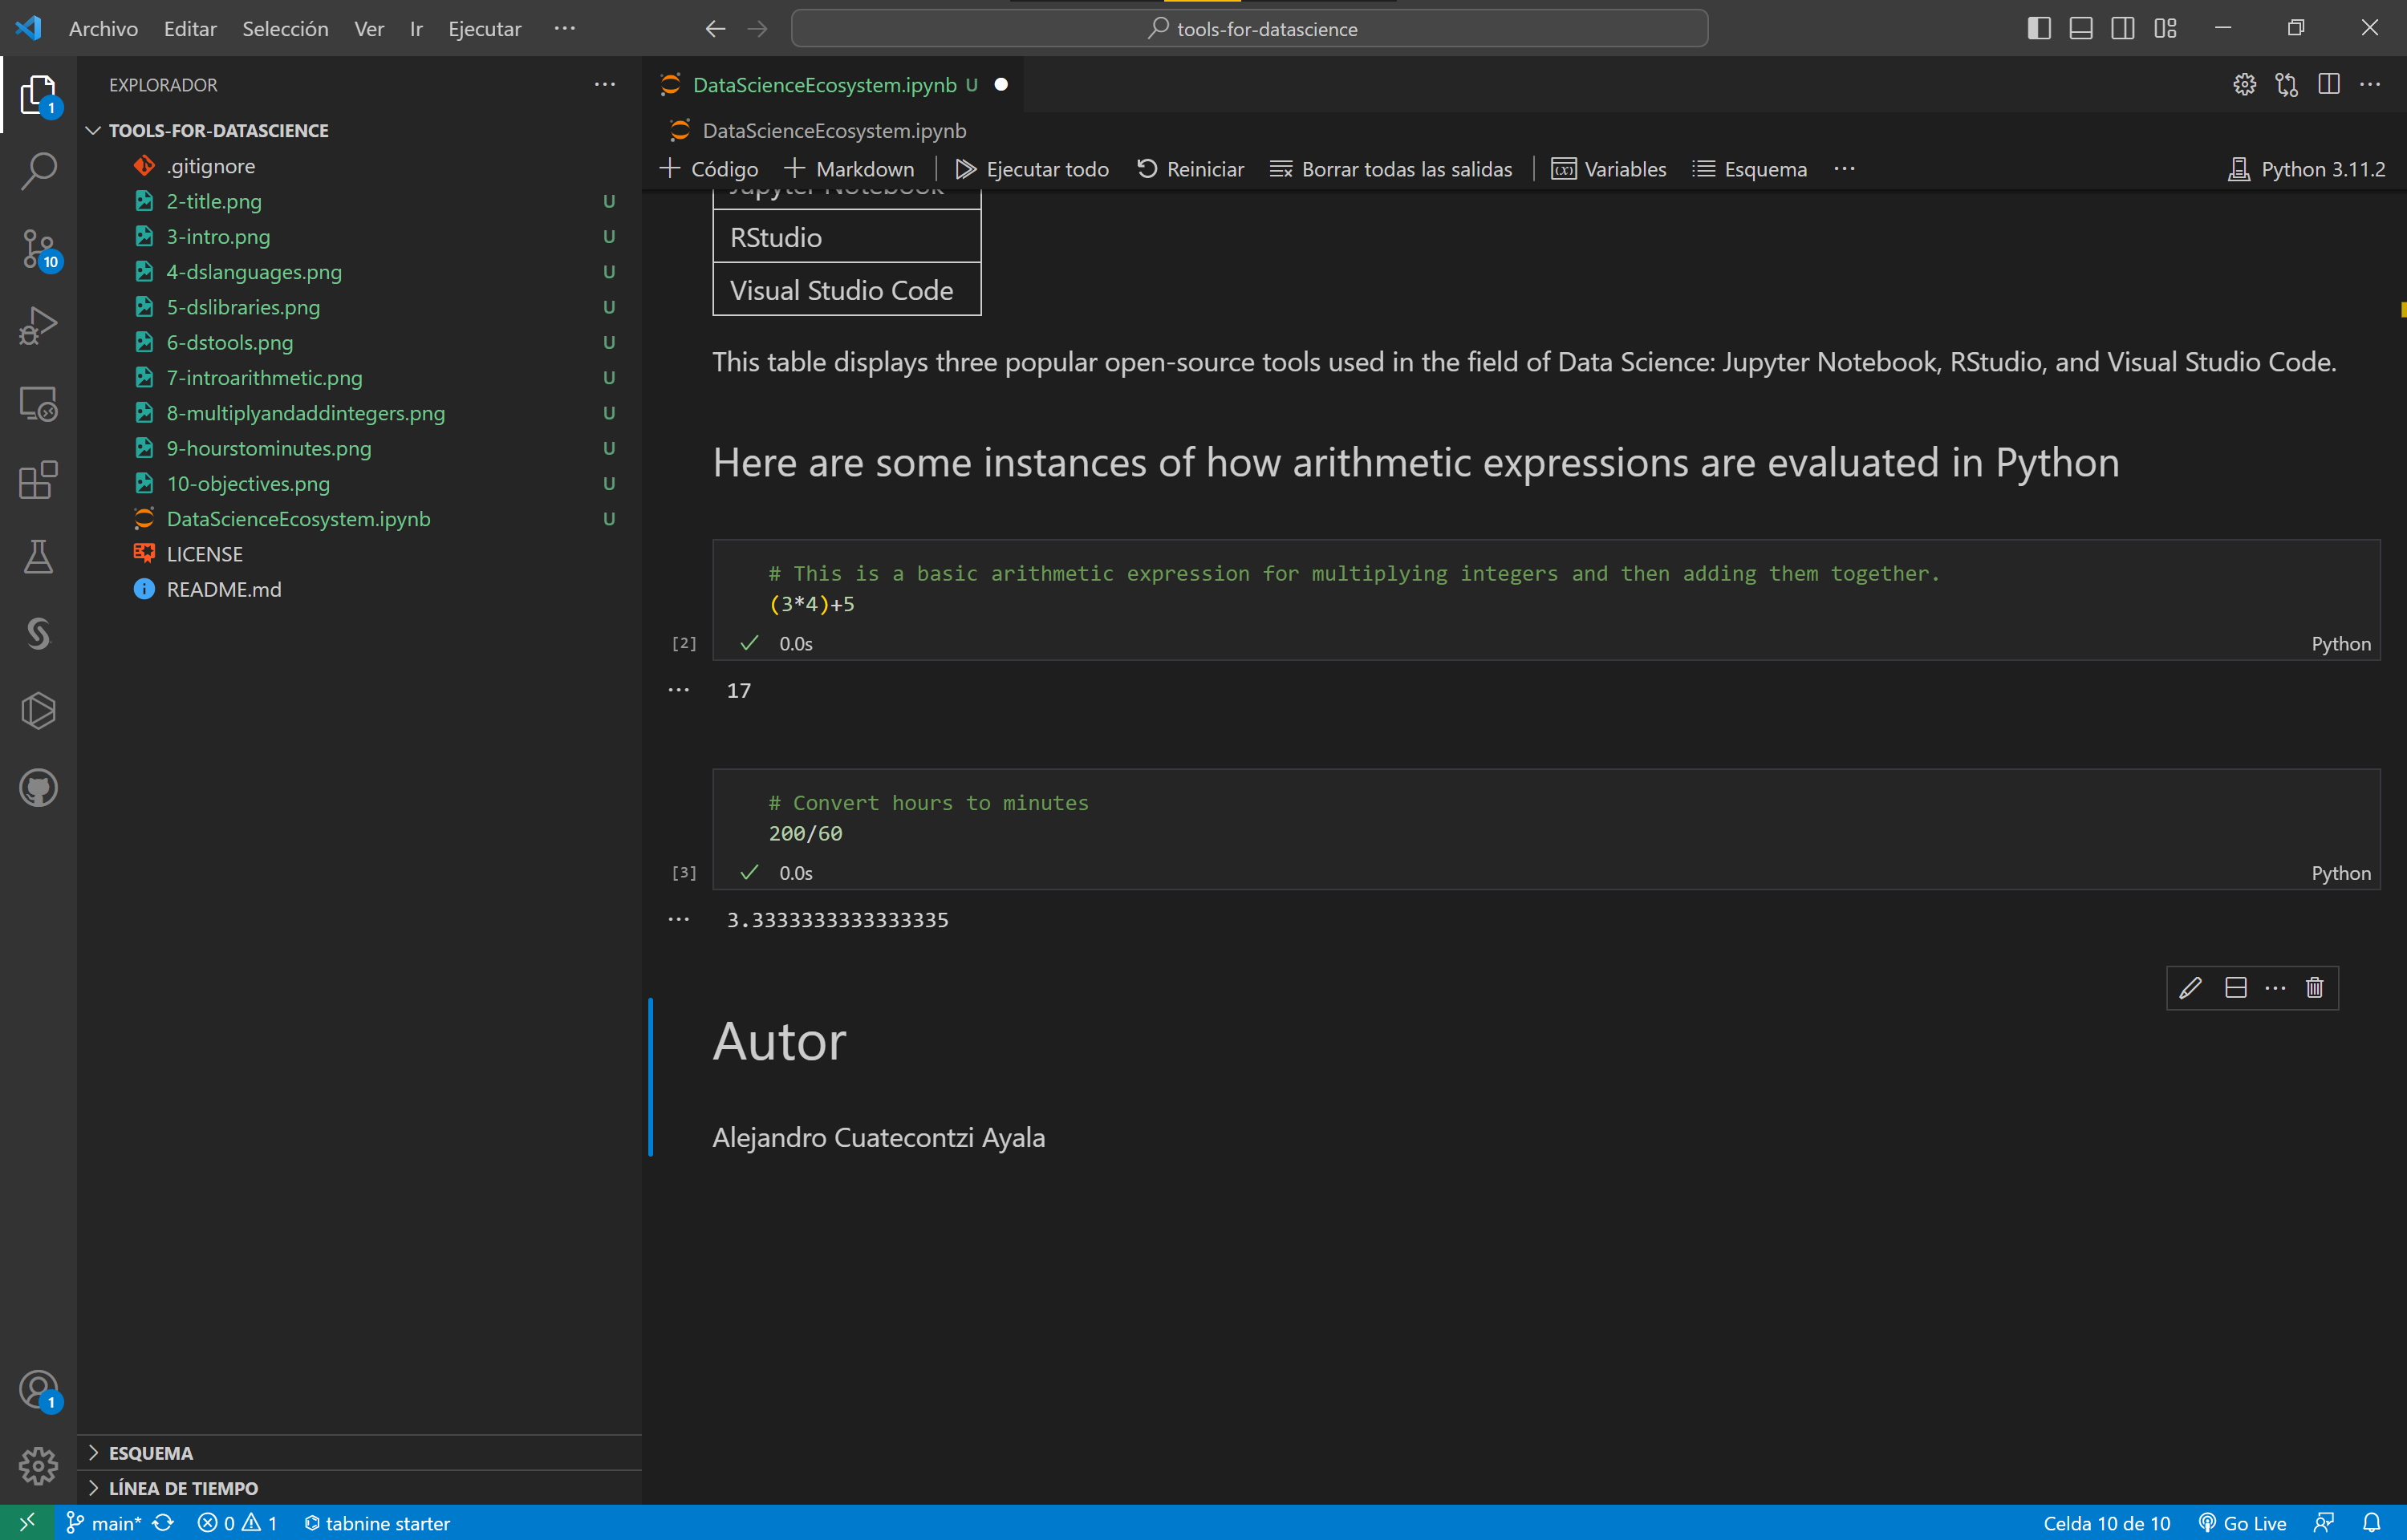 Archivo Editar Selección Ver Ir Ejecutar ···
tools-for-datascience
EXPLORADOR ···
1
TOOLS-FOR-DATASCIENCE
.gitignore
2-title.png U
3-intro.png U
10
4-dslanguages.png U
5-dslibraries.png U
6-dstools.png U
7-introarithmetic.png U
8-multiplyandaddintegers.png U
9-hourstominutes.png U
10-objectives.png U
DataScienceEcosystem.ipynb U
LICENSE
README.md
1
ESQUEMA
LÍNEA DE TIEMPO
DataScienceEcosystem.ipynb U
DataScienceEcosystem.ipynb
Código Markdown Ejecutar todo Reiniciar Borrar todas las salidas Variables Esquema ··· Python 3.11.2
Jupyter Notebook
RStudio
Visual Studio Code
This table displays three popular open-source tools used in the field of Data Science: Jupyter Notebook, RStudio, and Visual Studio Code.
Here are some instances of how arithmetic expressions are evaluated in Python
# This is a basic arithmetic expression for multiplying integers and then adding them together.
(3*4)+5
[2] 0.0s Python
··· 17
# Convert hours to minutes
200/60
[3] 0.0s Python
··· 3.3333333333333335
Autor
Alejandro Cuatecontzi Ayala
main* 0 1 tabnine starter Celda 10 de 10 Go Live